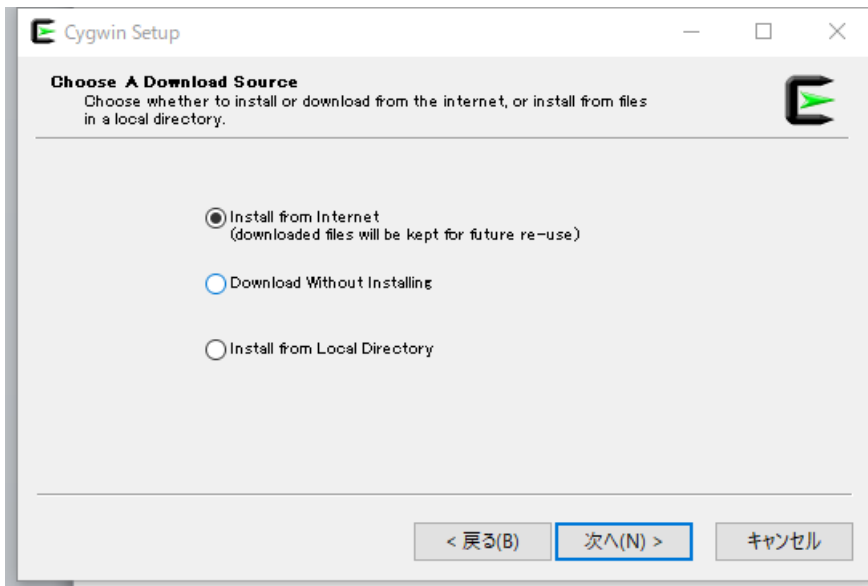 Cygwin Setup
Choose A Download Source
Choose whether to install or download from the internet, or install from files
in a local directory.
Install from Internet
(downloaded files will be kept for future re-use)
Download Without Installing
Install from Local Directory
< 戻る(B)
次へ(N) >
キャンセル